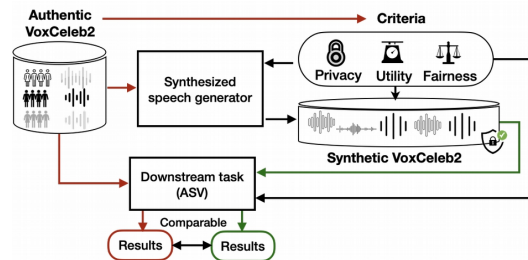 Authentic
VoxCeleb2
Criteria
Privacy
Utility
Fairness
Synthesized
speech generator
Synthetic VoxCeleb2
Downstream task
(ASV)
Comparable
Results
Results